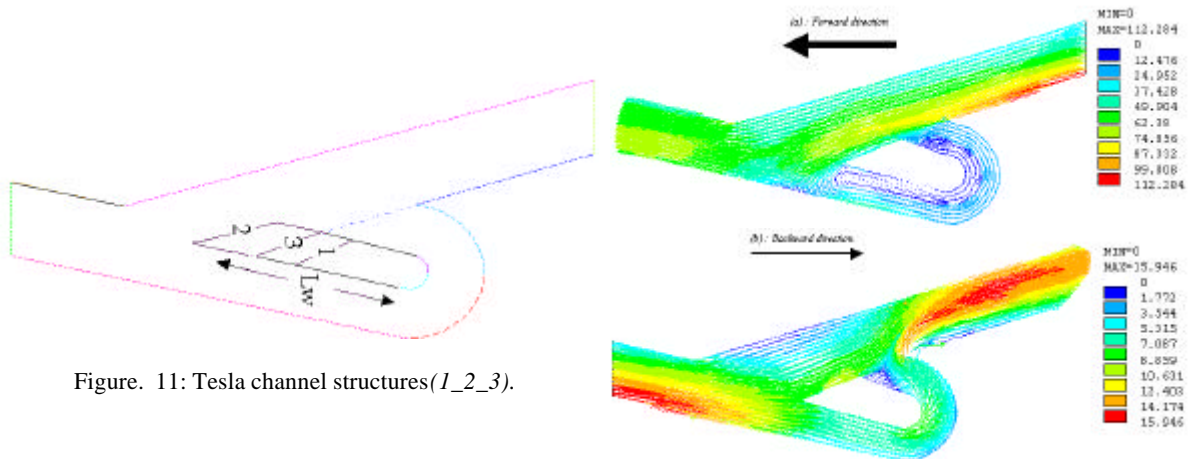 2
3
1
Lw
Figure. 11: Tesla channel structures(1_2_3).
(a) : Forward direction
MIN=0
MAX=112.284
0
12.476
24.952
37.428
49.904
62.38
74.856
87.332
99.808
112.284
(b) : Backward direction
MIN=0
MAX=15.946
0
1.772
3.544
5.315
7.087
8.859
10.631
12.403
14.174
15.946